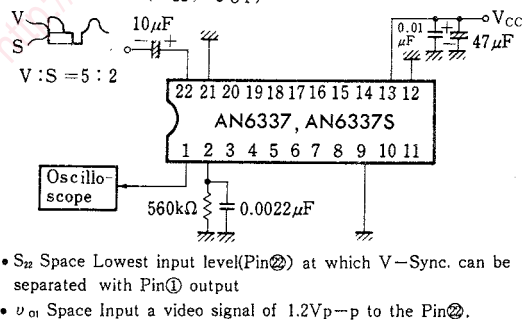 V
S
V : S = 5 : 2
10μF
+
0.01
μF
+
47μF
VCC
22 21 20 19 18 17 16 15 14 13 12
AN6337, AN6337S
1 2 3 4 5 6 7 8 9 10 11
Oscillo-
scope
560kΩ
0.0022μF
• S22 Space Lowest input level(Pin㉒) at which V−Sync. can be
separated with Pin① output
• υ01 Space Input a video signal of 1.2Vp−p to the Pin㉒.